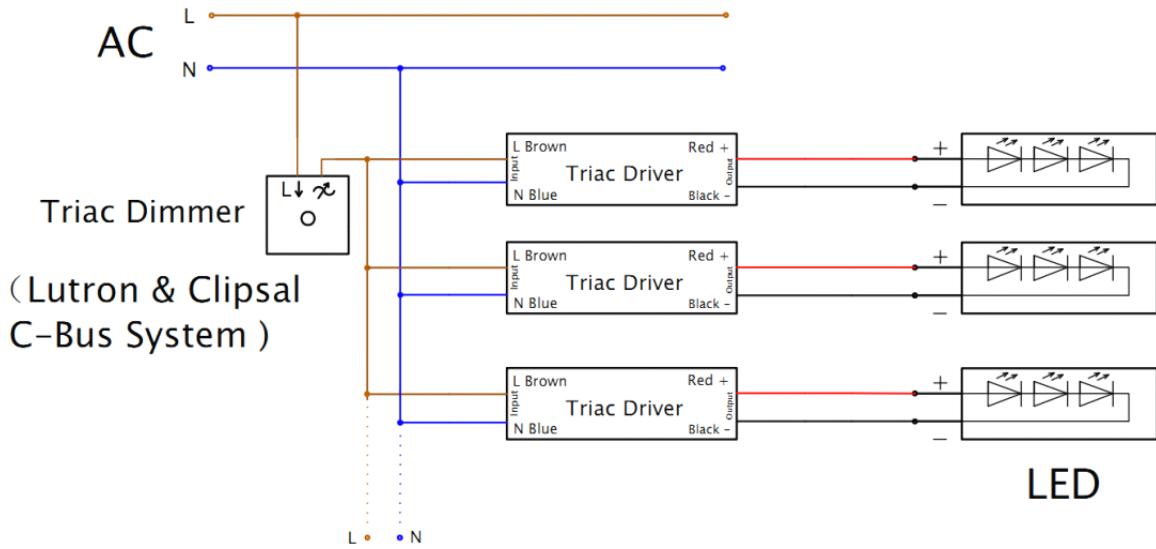 L
AC
N
L Brown
Red +
Input
Triac Driver
Output
N Blue
Black -
+
−
L
Triac Dimmer
（Lutron & Clipsal
C-Bus System )
L Brown
Red +
Input
Triac Driver
Output
N Blue
Black -
+
−
L Brown
Red +
Input
Triac Driver
Output
N Blue
Black -
+
−
LED
L
N